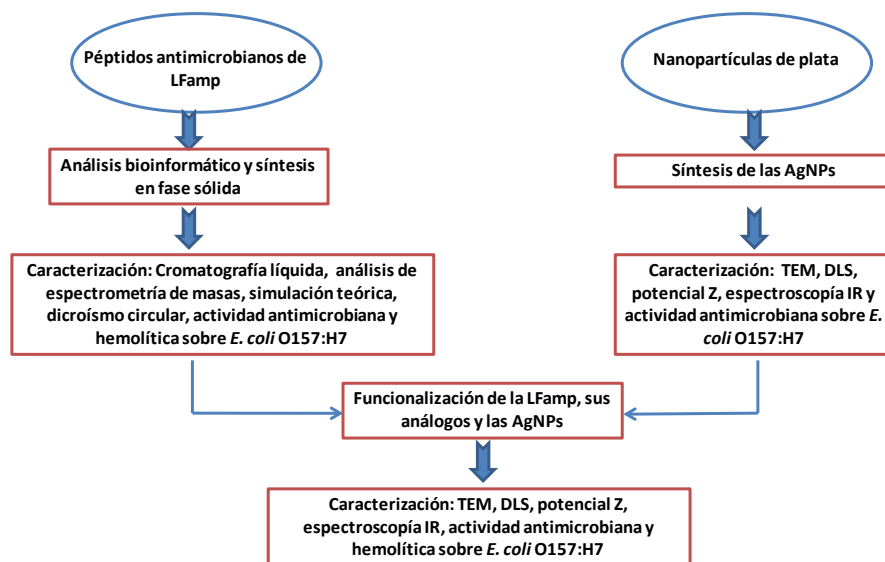 Péptidos antimicrobianos de
LFamp
Nanopartículas de plata
Análisis bioinformático y síntesis
en fase sólida
Síntesis de las AgNPs
Caracterización: Cromatografía líquida, análisis de
espectrometría de masas, simulación teórica,
dicroísmo circular, actividad antimicrobiana y
hemolítica sobre E. coli O157:H7
Caracterización: TEM, DLS,
potencial Z, espectroscopía IR y
actividad antimicrobiana sobre E.
coli O157:H7
Funcionalización de la LFamp, sus
análogos y las AgNPs
Caracterización: TEM, DLS, potencial Z,
espectroscopía IR, actividad antimicrobiana y
hemolítica sobre E. coli O157:H7